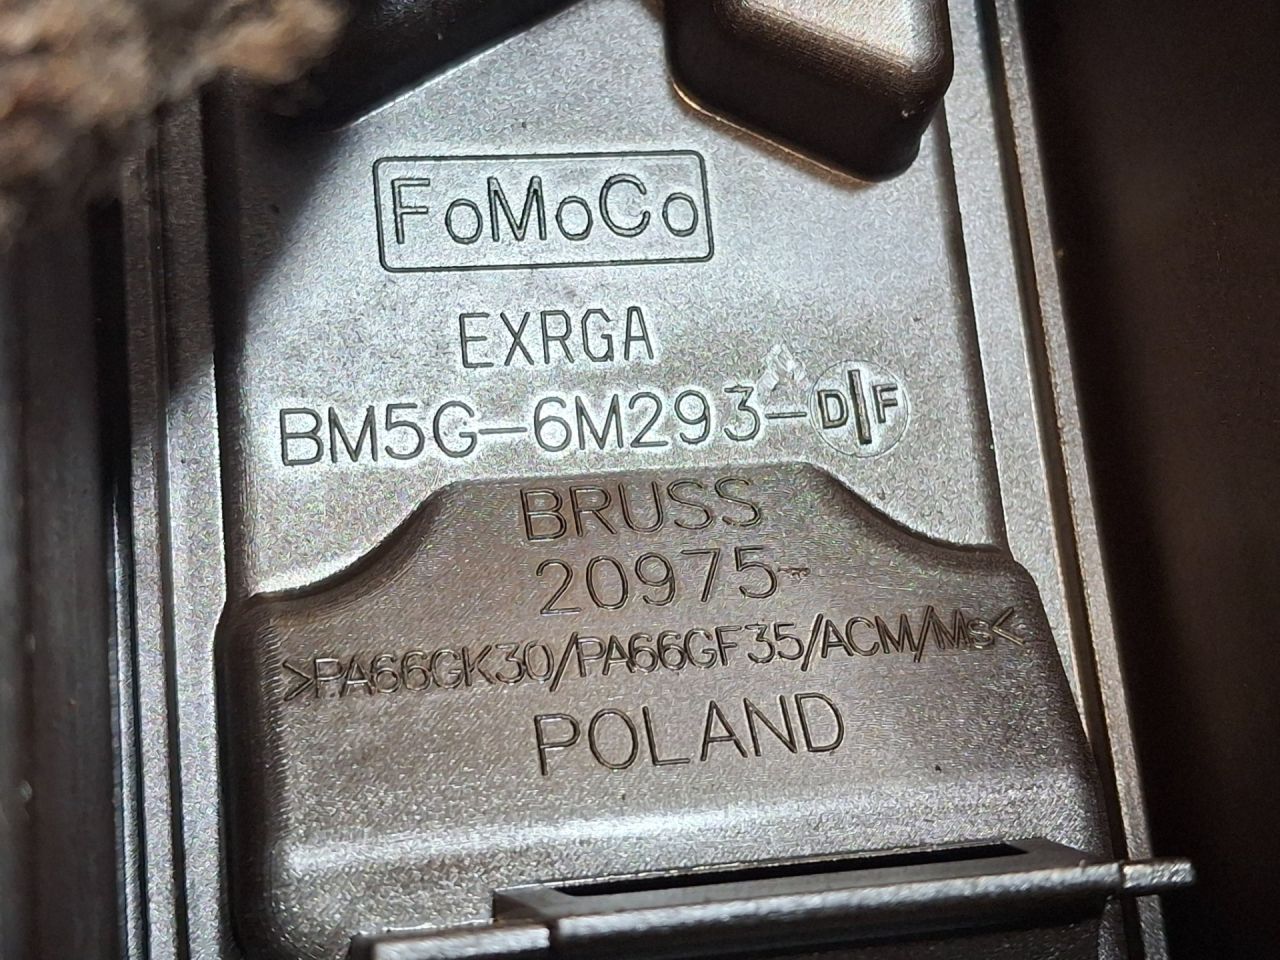 FoMoCo
EXRGA
BM5G-6M293-D|F
BRUSS
20975-
>PA66GK30/PA66GF35/ACM/Ms<
POLAND